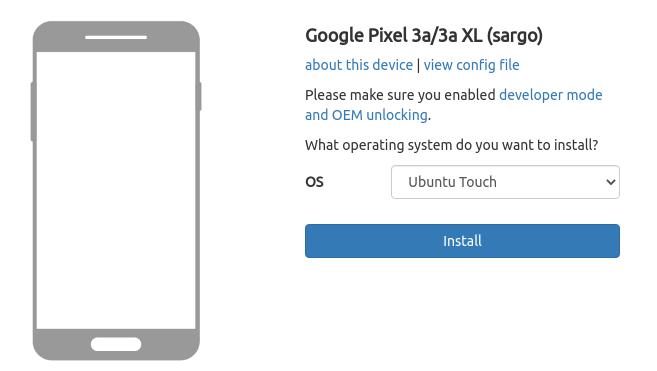 Google Pixel 3a/3a XL (sargo)
about this device | view config file
Please make sure you enabled developer mode
and OEM unlocking.
What operating system do you want to install?
OS Ubuntu Touch
Install